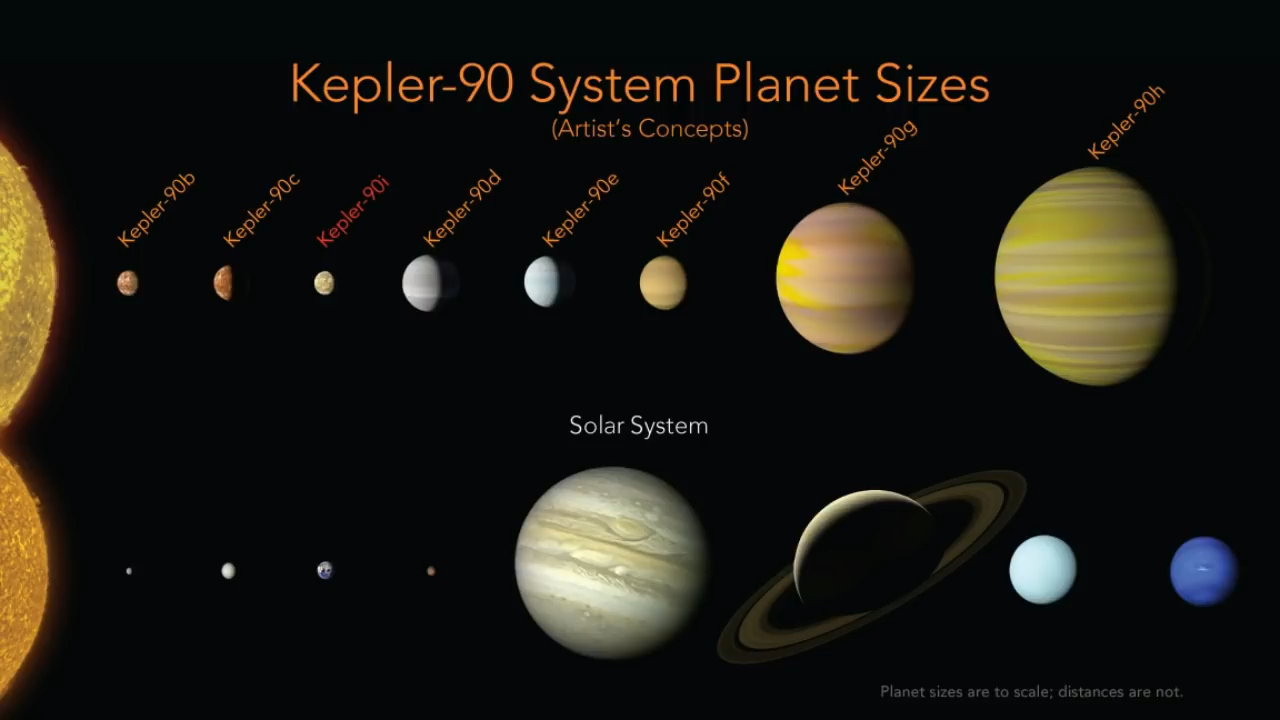 Kepler-90 System Planet Sizes
(Artist's Concepts)
Kepler-90b
Kepler-90c
Kepler-90i
Kepler-90d
Kepler-90e
Kepler-90f
Kepler-90g
Kepler-90h
Solar System
Planet sizes are to scale; distances are not.